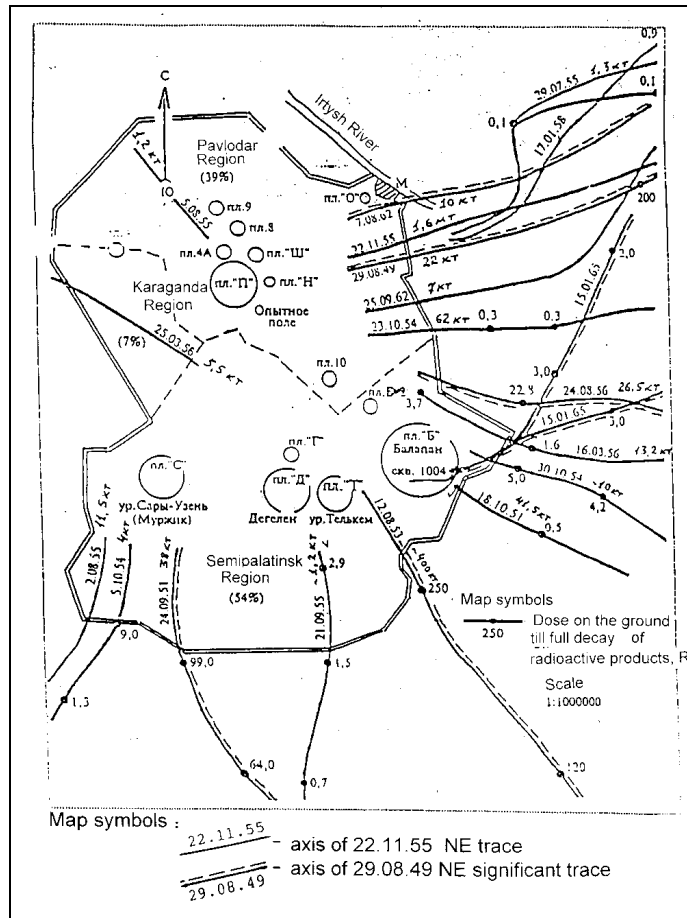 0,9
1,3 кт
29.07.55
0,1
С
Irtysh River
0,1
17.01.58
1,2 кт
Pavlodar
Region
(39%)
10
5.08.55
пл.9
пл."О"
М
10 кт
7.08.62
200
пл.8
1,6 кт
22.11.55
пл.4А
пл."Ш"
22 кт
29.08.49
2,0
15.01.65
Karaganda
Region
пл."П"
пл."Н"
7 кт
25.09.62
Опытное
поле
23.10.54
62 кт
0,3
0,3
(7%)
25.03.56
5,5 кт
пл.10
3,0
3,7
22,8
24.08.56
26,5 кт
15.01.65
3,0
пл."Б"
Балапан
1,6
16.03.56
13,2 кт
пл."Г"
скв. 1004
5,0
30.10.54
~10 кт
4,2
пл."С"
пл."Д"
пл."Т"
18.10.51
41,5 кт
0,5
ур.Сары-Узень
(Муржик)
Дегелен
ур.Телькем
12.08.53
~400 кт
11,5 кт
2.08.55
4 кт
5.10.54
38 кт
24.09.51
Semipalatinsk
Region
(54%)
~1,2 кт
21.09.55
2,9
250
Map symbols
250
Dose on the ground
till full decay of
radioactive products, R
9,0
99,0
1,5
Scale
1:1000000
1,3
64,0
0,7
120
Map symbols :
22.11.55
- axis of 22.11.55 NE trace
- axis of 29.08.49 NE significant trace
29.08.49